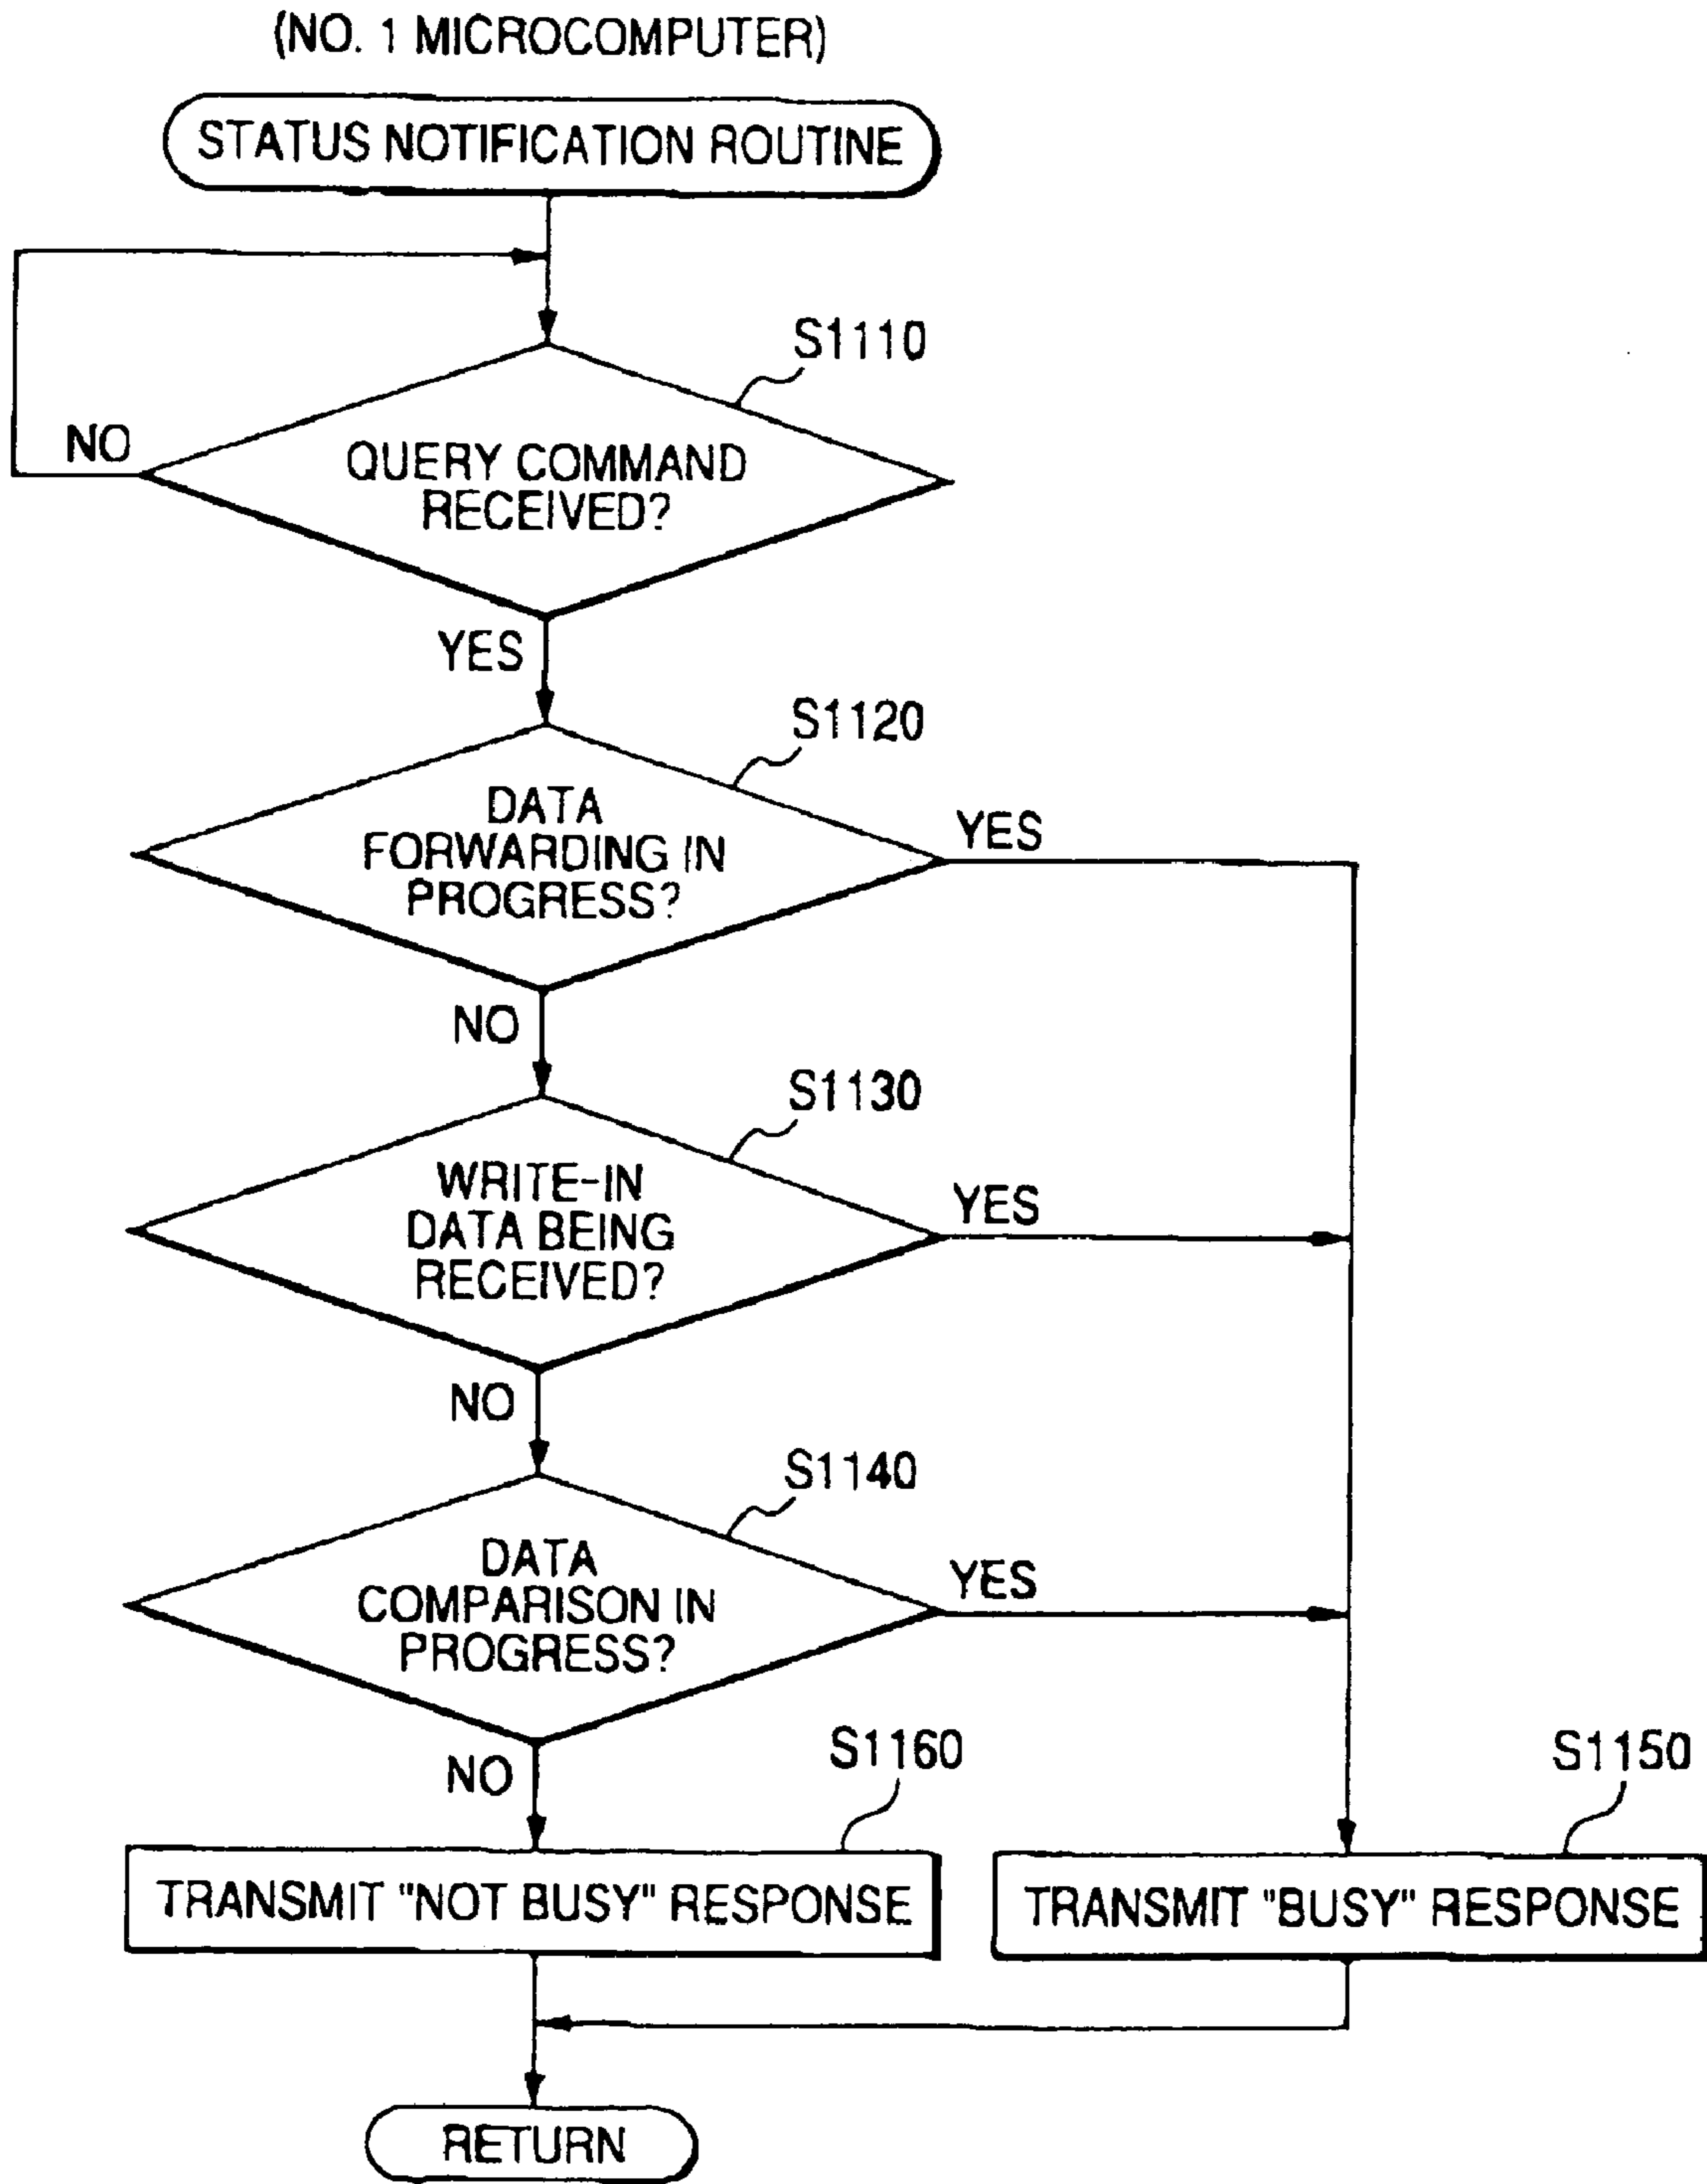 (NO. 1 MICROCOMPUTER)
STATUS NOTIFICATION ROUTINE
S1110
NO
QUERY COMMAND
RECEIVED?
YES
S1120
DATA
FORWARDING IN
PROGRESS?
YES
NO
S1130
WRITE-IN
DATA BEING
RECEIVED?
YES
NO
S1140
DATA
COMPARISON IN
PROGRESS?
YES
NO
S1160
S1150
TRANSMIT "NOT BUSY" RESPONSE
TRANSMIT "BUSY" RESPONSE
RETURN